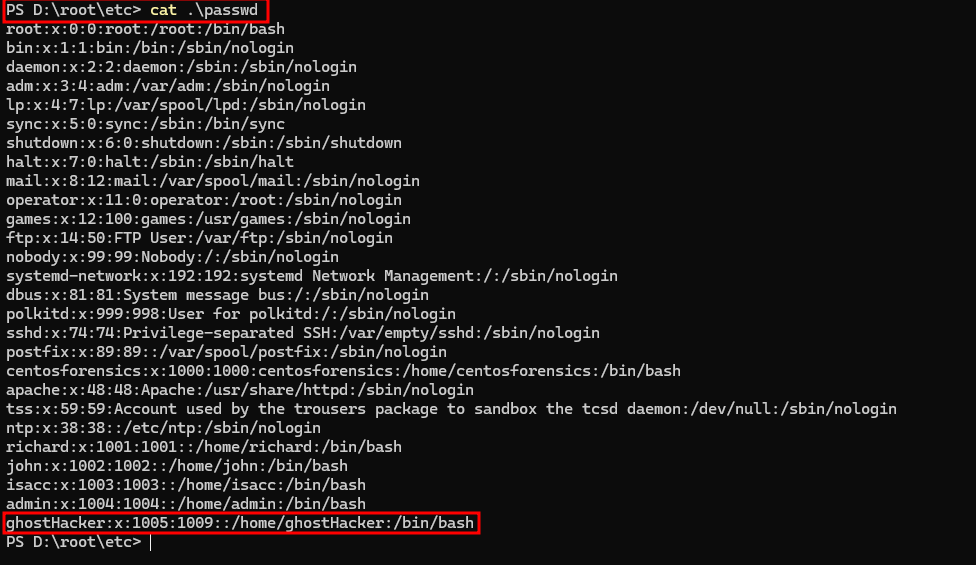 PS D:\root\etc> cat .\passwd
root:x:0:0:root:/root:/bin/bash
bin:x:1:1:bin:/bin:/sbin/nologin
daemon:x:2:2:daemon:/sbin:/sbin/nologin
adm:x:3:4:adm:/var/adm:/sbin/nologin
lp:x:4:7:lp:/var/spool/lpd:/sbin/nologin
sync:x:5:0:sync:/sbin:/bin/sync
shutdown:x:6:0:shutdown:/sbin:/sbin/shutdown
halt:x:7:0:halt:/sbin:/sbin/halt
mail:x:8:12:mail:/var/spool/mail:/sbin/nologin
operator:x:11:0:operator:/root:/sbin/nologin
games:x:12:100:games:/usr/games:/sbin/nologin
ftp:x:14:50:FTP User:/var/ftp:/sbin/nologin
nobody:x:99:99:Nobody:/:/sbin/nologin
systemd-network:x:192:192:systemd Network Management:/:/sbin/nologin
dbus:x:81:81:System message bus:/:/sbin/nologin
polkitd:x:999:998:User for polkitd:/:/sbin/nologin
sshd:x:74:74:Privilege-separated SSH:/var/empty/sshd:/sbin/nologin
postfix:x:89:89::/var/spool/postfix:/sbin/nologin
centosforensics:x:1000:1000:centosforensics:/home/centosforensics:/bin/bash
apache:x:48:48:Apache:/usr/share/httpd:/sbin/nologin
tss:x:59:59:Account used by the trousers package to sandbox the tcsd daemon:/dev/null:/sbin/nologin
ntp:x:38:38::/etc/ntp:/sbin/nologin
richard:x:1001:1001::/home/richard:/bin/bash
john:x:1002:1002::/home/john:/bin/bash
isacc:x:1003:1003::/home/isacc:/bin/bash
admin:x:1004:1004::/home/admin:/bin/bash
ghostHacker:x:1005:1009::/home/ghostHacker:/bin/bash
PS D:\root\etc>